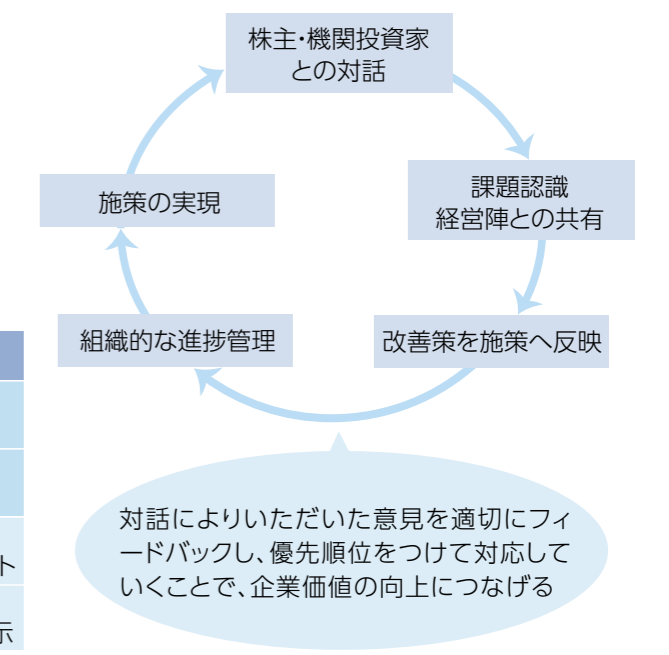 株主・機関投資家
との対話
課題認識
経営陣との共有
改善策を施策へ反映
組織的な進捗管理
施策の実現
対話によりいただいた意見を適切にフィ
ードバックし、優先順位をつけて対応して
いくことで、企業価値の向上につなげる
ト
示